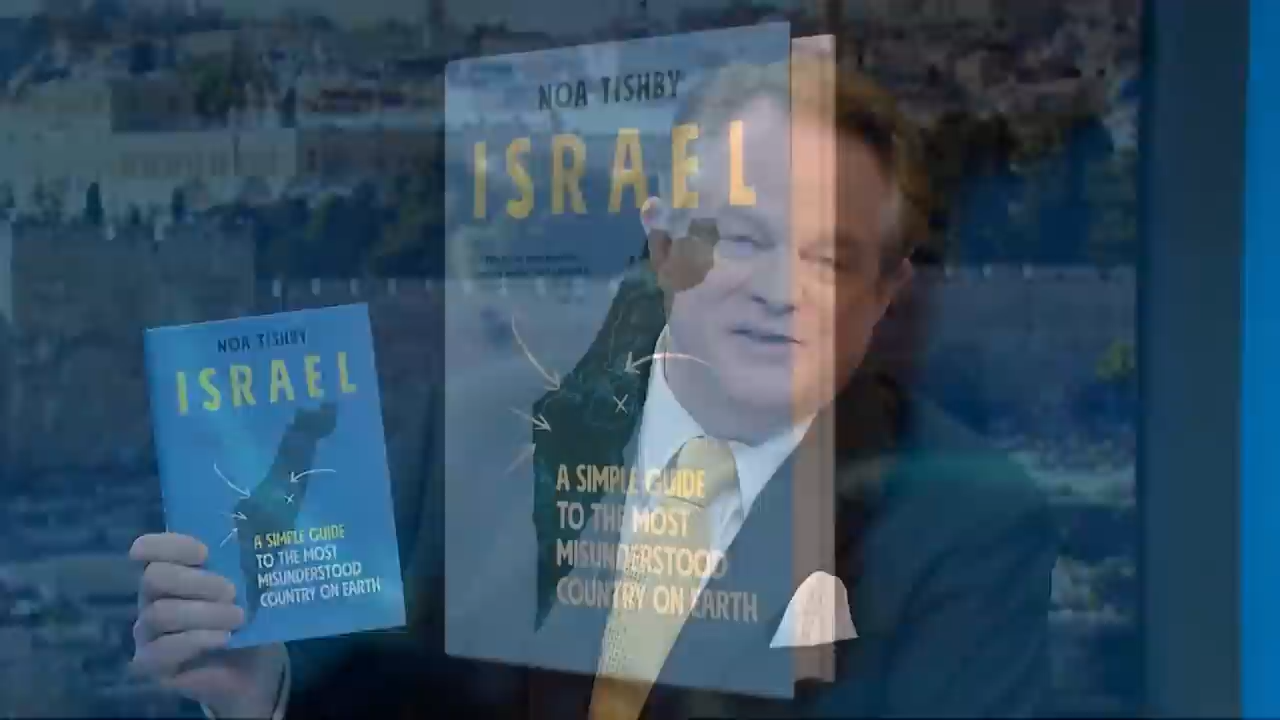 NOA TISHBY
ISRAEL
A SIMPLE GUIDE
TO THE MOST
MISUNDERSTOOD
COUNTRY ON EARTH
NOA TISHBY
ISRAEL
A SIMPLE GUIDE
TO THE MOST
MISUNDERSTOOD
COUNTRY ON EARTH